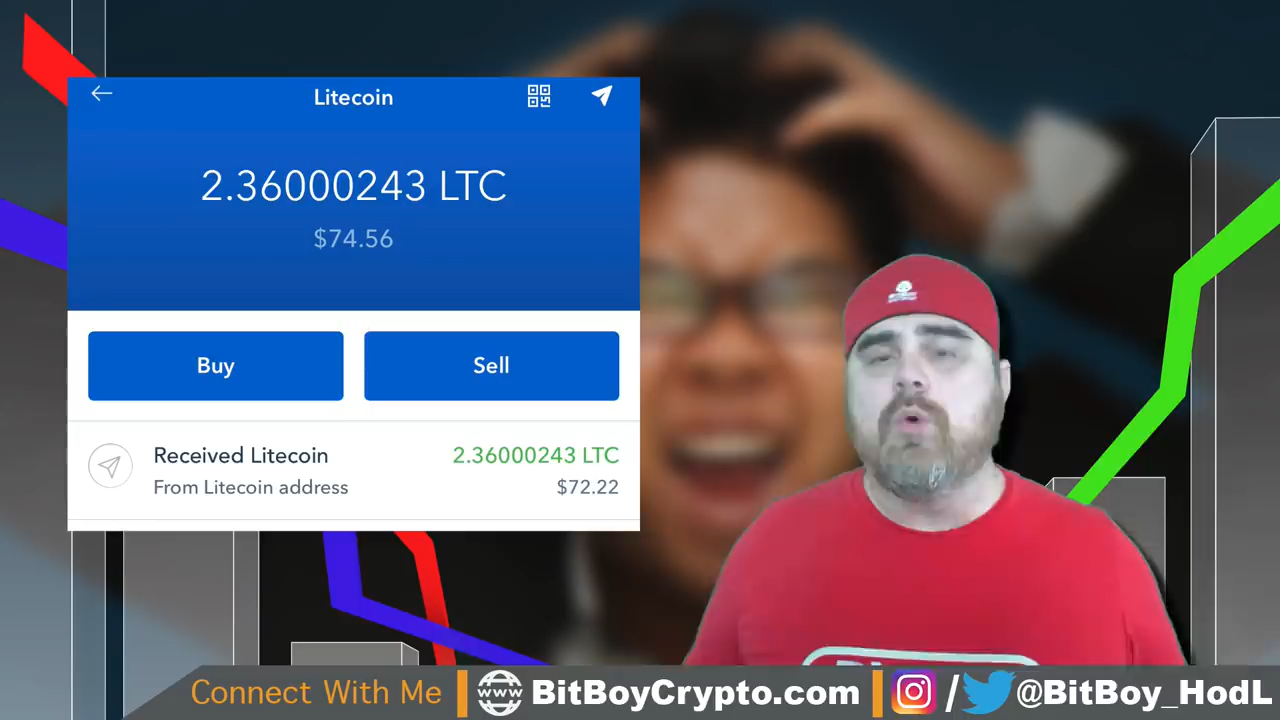 Litecoin
2.36000243 LTC
$74.56
Buy
Sell
Received Litecoin
2.36000243 LTC
From Litecoin address
$72.22
Connect With Me
www
BitBoyCrypto.com
/
@BitBoy_HodL